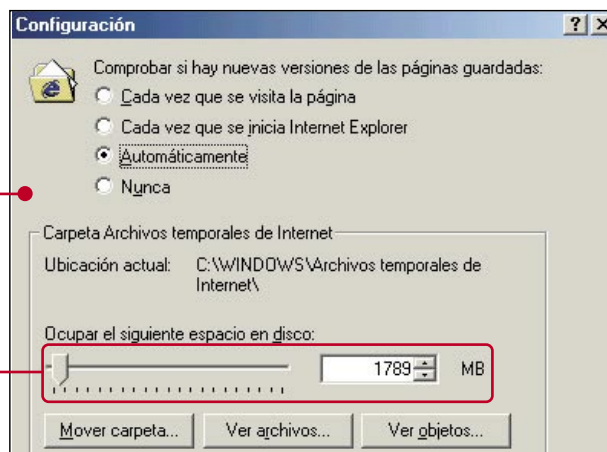 Configuración
Comprobar si hay nuevas versiones de las páginas guardadas:
Cada vez que se visita la página
Cada vez que se inicia Internet Explorer
Automáticamente
Nunca
Carpeta Archivos temporales de Internet
Ubicación actual: C:\WINDOWS\Archivos temporales de
Internet\
Ocupar el siguiente espacio en disco:
1789 MB
Mover carpeta... Ver archivos... Ver objetos...